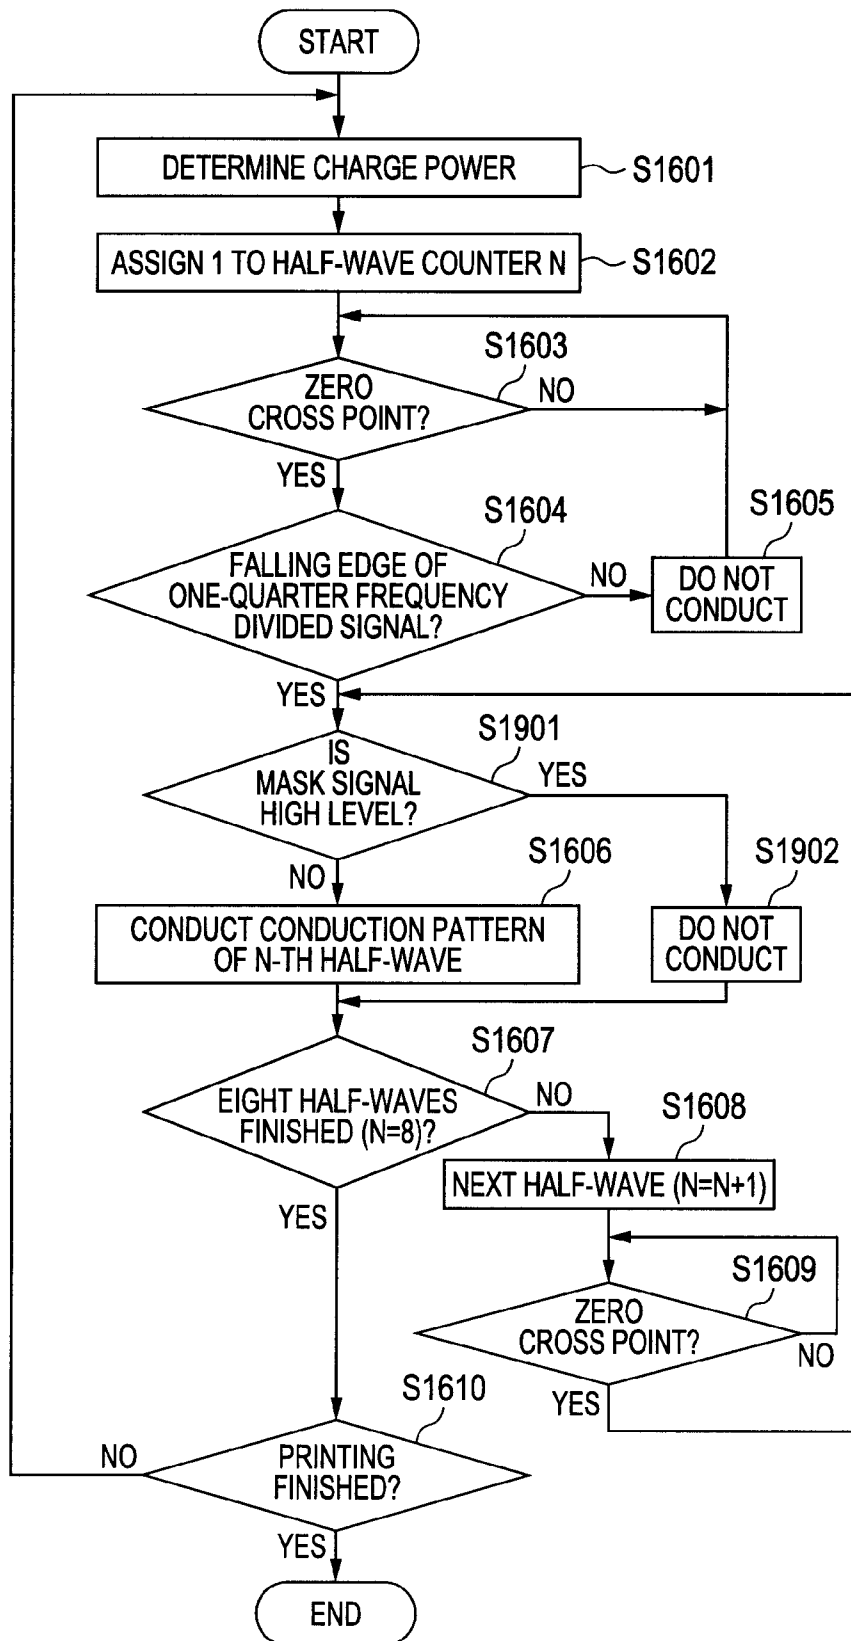 START
DETERMINE CHARGE POWER
S1601
ASSIGN 1 TO HALF-WAVE COUNTER N
S1602
S1603
ZERO
CROSS POINT?
NO
YES
S1604
FALLING EDGE OF
ONE-QUARTER FREQUENCY
DIVIDED SIGNAL?
NO
S1605
DO NOT
CONDUCT
YES
S1901
IS
MASK SIGNAL
HIGH LEVEL?
YES
NO
S1606
CONDUCT CONDUCTION PATTERN
OF N-TH HALF-WAVE
S1902
DO NOT
CONDUCT
S1607
EIGHT HALF-WAVES
FINISHED (N=8)?
NO
YES
S1608
NEXT HALF-WAVE (N=N+1)
S1609
ZERO
CROSS POINT?
NO
YES
S1610
PRINTING
FINISHED?
NO
YES
END